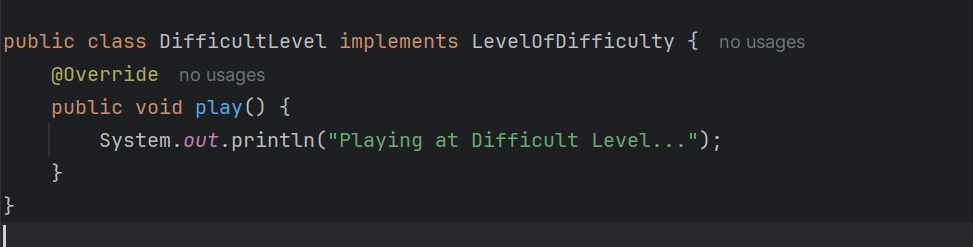 public class DifficultLevel implements LevelOfDifficulty { no usages
    @Override no usages
    public void play() {
        System.out.println("Playing at Difficult Level...");
    }
}